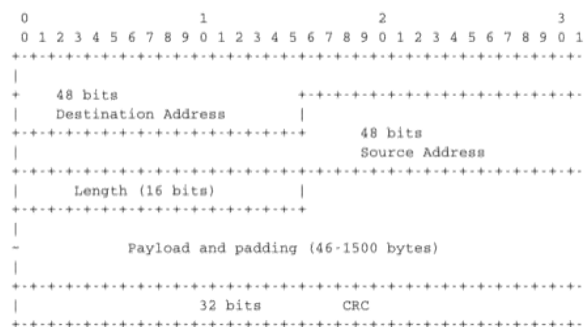 0 1 2 3
0 1 2 3 4 5 6 7 8 9 0 1 2 3 4 5 6 7 8 9 0 1 2 3 4 5 6 7 8 9 0 1
+-+-+-+-+-+-+-+-+-+-+-+-+-+-+-+-+-+-+-+-+-+-+-+-+-+-+-+-+-+-+-+-
|
+ 48 bits +-+-+-+-+-+-+-+-+-+-+-+-+-+-+-+-
| Destination Address |
+-+-+-+-+-+-+-+-+-+-+-+-+-+-+-+-+ 48 bits
| Source Address
+-+-+-+-+-+-+-+-+-+-+-+-+-+-+-+-+-+-+-+-+-+-+-+-+-+-+-+-+-+-+-+-
| Length (16 bits) |
+-+-+-+-+-+-+-+-+-+-+-+-+-+-+-+-+
|
~ Payload and padding (46-1500 bytes)
|
+-+-+-+-+-+-+-+-+-+-+-+-+-+-+-+-+-+-+-+-+-+-+-+-+-+-+-+-+-+-+-+-
| 32 bits CRC
+-+-+-+-+-+-+-+-+-+-+-+-+-+-+-+-+-+-+-+-+-+-+-+-+-+-+-+-+-+-+-+-